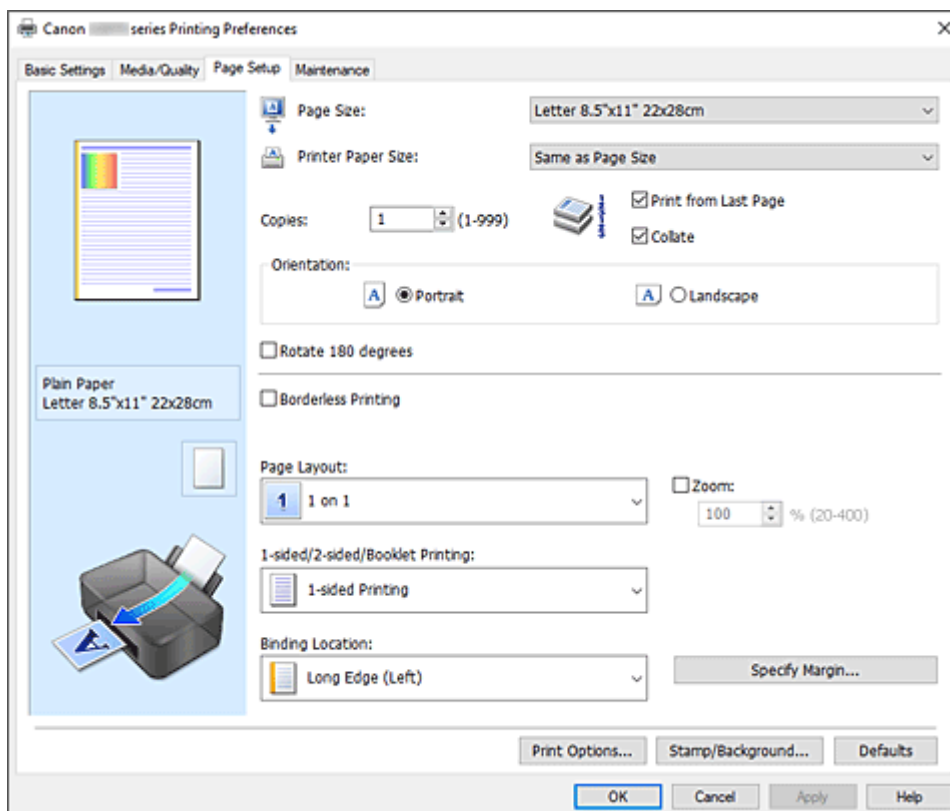 Canon series Printing Preferences
Basic Settings Media/Quality Page Setup Maintenance
Page Size: Letter 8.5"x11" 22x28cm
Printer Paper Size: Same as Page Size
Copies: 1 (1-999)
Print from Last Page
Collate
Orientation:
A Portrait A Landscape
Rotate 180 degrees
Plain Paper
Letter 8.5"x11" 22x28cm
Borderless Printing
Page Layout:
1 1 on 1
Zoom:
100 % (20-400)
1-sided/2-sided/Booklet Printing:
1-sided Printing
A
Binding Location:
Long Edge (Left)
Specify Margin...
Print Options... Stamp/Background... Defaults
OK Cancel Apply Help